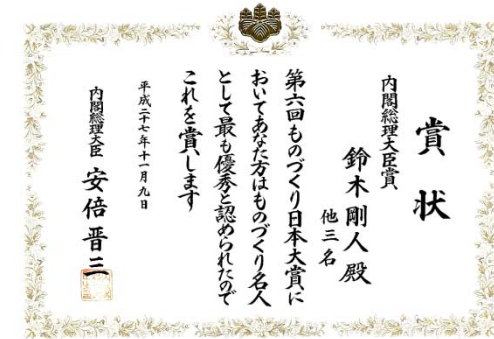 賞状
内閣総理大臣賞
鈴木剛人殿
他三名
第六回ものづくり日本大賞に
おいてあなた方はものづくり名人
として最も優秀と認められたので
これを賞します
平成二十七年十一月九日
内閣総理大臣 安倍晋三